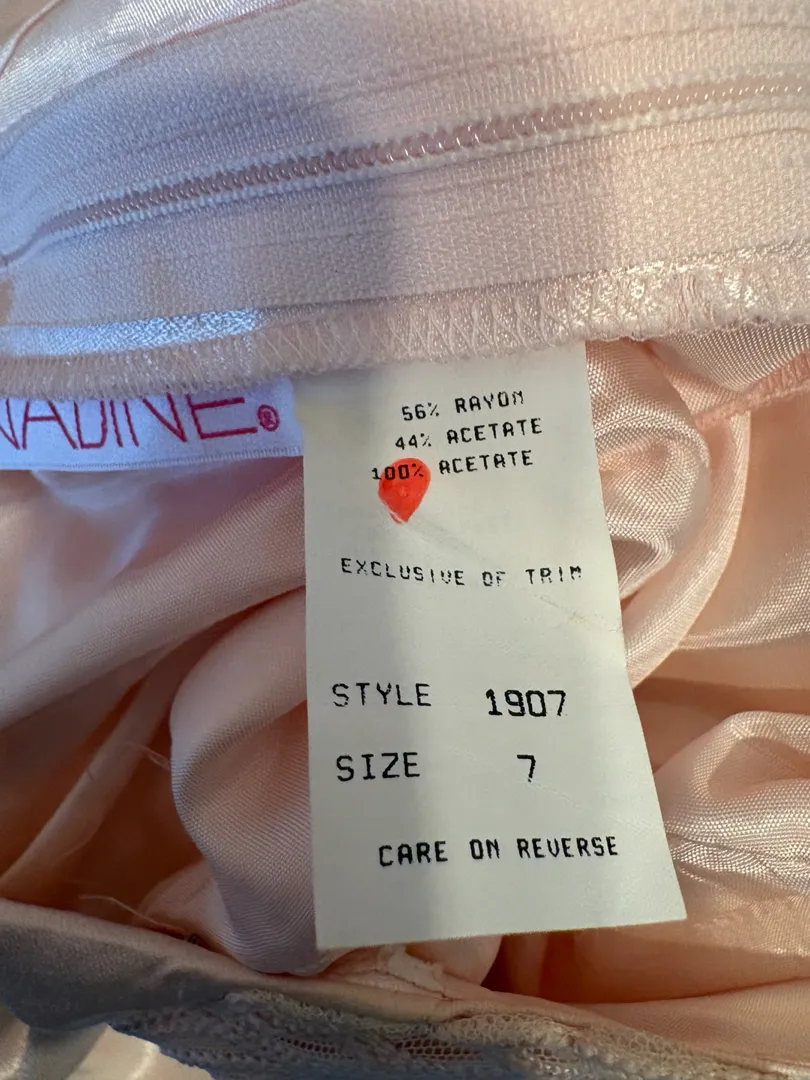 NADINE®
56% RAYON
44% ACETATE
100% ACETATE
EXCLUSIVE OF TRIM
STYLE 1907
SIZE 7
CARE ON REVERSE